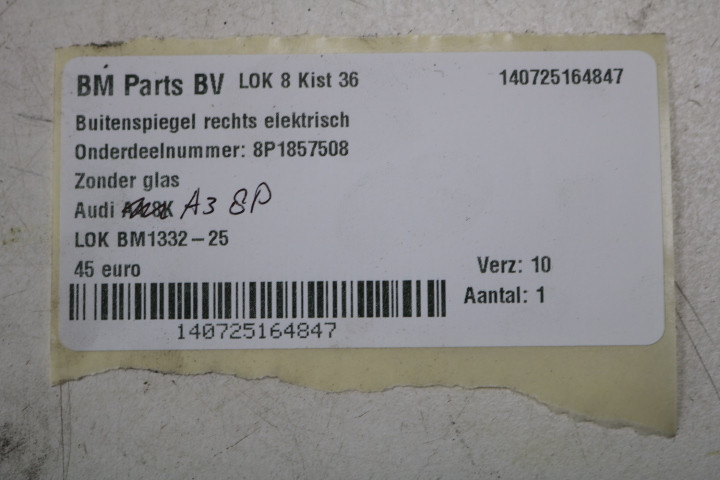 BM Parts BV LOK 8 Kist 36 140725164847
Buitenspiegel rechts elektrisch
Onderdeelnummer: 8P1857508
Zonder glas
Audi 8K A3 8P
LOK BM1332-25
45 euro Verz: 10
Aantal: 1
140725164847